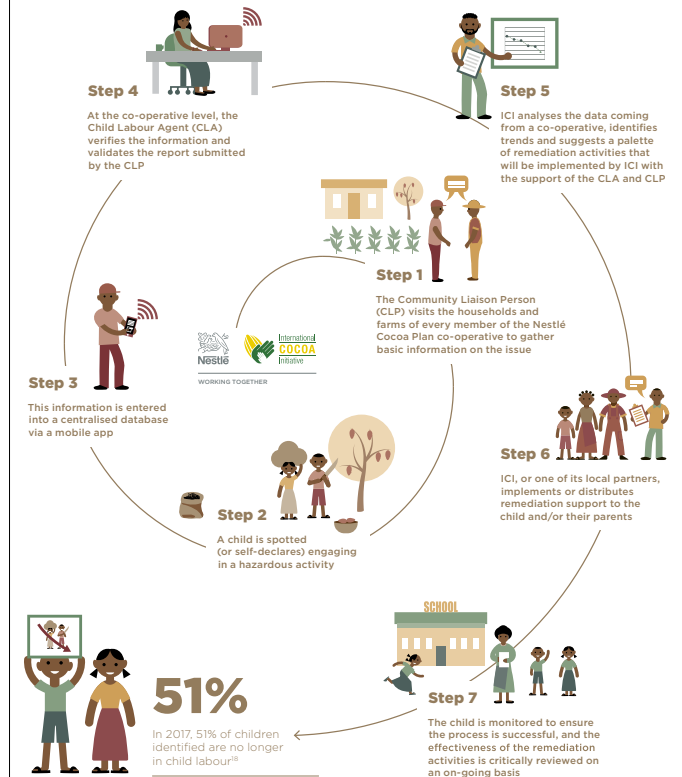 Nestlé
International
COCOA
Initiative
WORKING TOGETHER
Step 1
The Community Liaison Person
(CLP) visits the households and
farms of every member of the Nestlé
Cocoa Plan co-operative to gather
basic information on the issue
Step 2
A child is spotted
(or self-declares) engaging
in a hazardous activity
Step 3
This information is entered
into a centralised database
via a mobile app
Step 4
At the co-operative level, the
Child Labour Agent (CLA)
verifies the information and
validates the report submitted
by the CLP
Step 5
ICI analyses the data coming
from a co-operative, identifies
trends and suggests a palette
of remediation activities that
will be implemented by ICI with
the support of the CLA and CLP
Step 6
ICI, or one of its local partners,
implements or distributes
remediation support to the
child and/or their parents
SCHOOL
Step 7
The child is monitored to ensure
the process is successful, and the
effectiveness of the remediation
activities is critically reviewed on
an on-going basis
51%
In 2017, 51% of children
identified are no longer
in child labour¹⁸